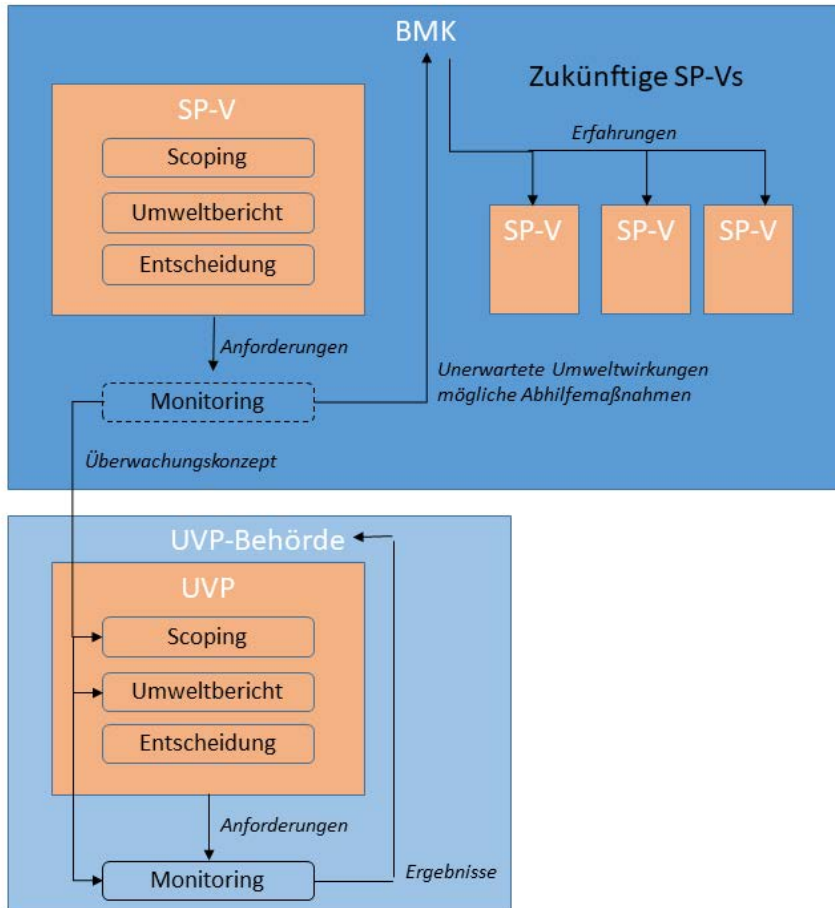 BMK
SP-V
Scoping
Umweltbericht
Entscheidung
Anforderungen
Monitoring
Überwachungskonzept
Zukünftige SP-Vs
Erfahrungen
SP-V
SP-V
SP-V
Unerwartete Umweltwirkungen
mögliche Abhilfemaßnahmen
UVP-Behörde
UVP
Scoping
Umweltbericht
Entscheidung
Anforderungen
Monitoring
Ergebnisse